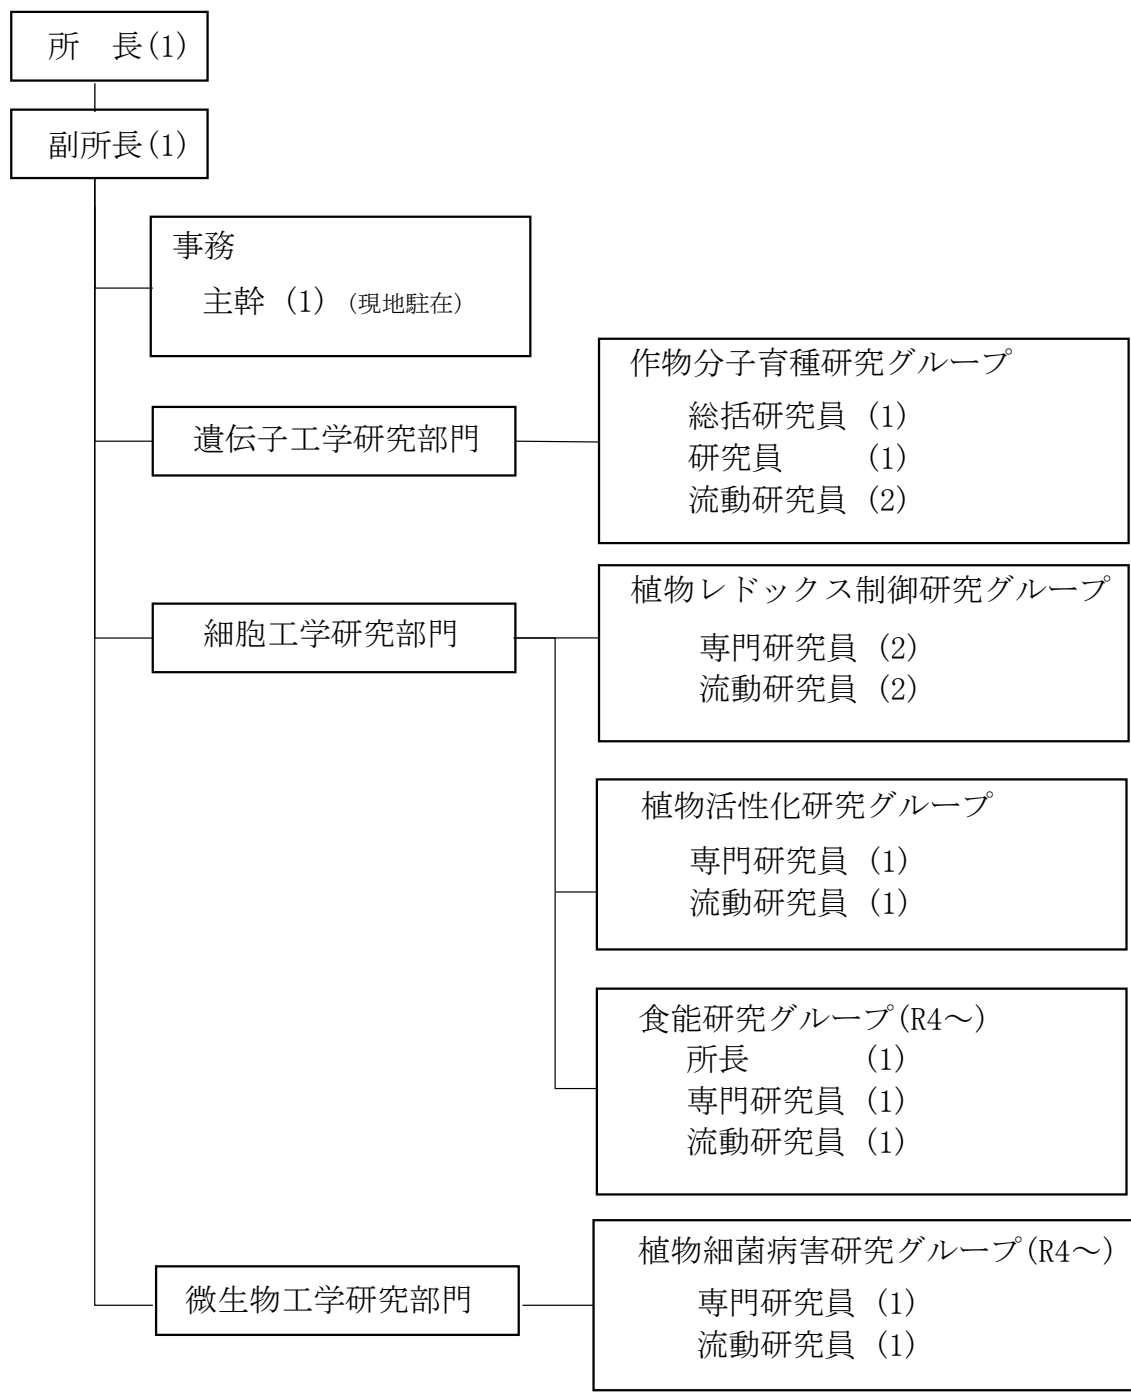 所　長(1)
副所長(1)
事務
主幹 (1) (現地駐在)
作物分子育種研究グループ
総括研究員 (1)
研究員　　 (1)
流動研究員 (2)
遺伝子工学研究部門
植物レドックス制御研究グループ
専門研究員 (2)
流動研究員 (2)
細胞工学研究部門
植物活性化研究グループ
専門研究員 (1)
流動研究員 (1)
食能研究グループ(R4～)
所長　　　 (1)
専門研究員 (1)
流動研究員 (1)
植物細菌病害研究グループ(R4～)
専門研究員 (1)
流動研究員 (1)
微生物工学研究部門